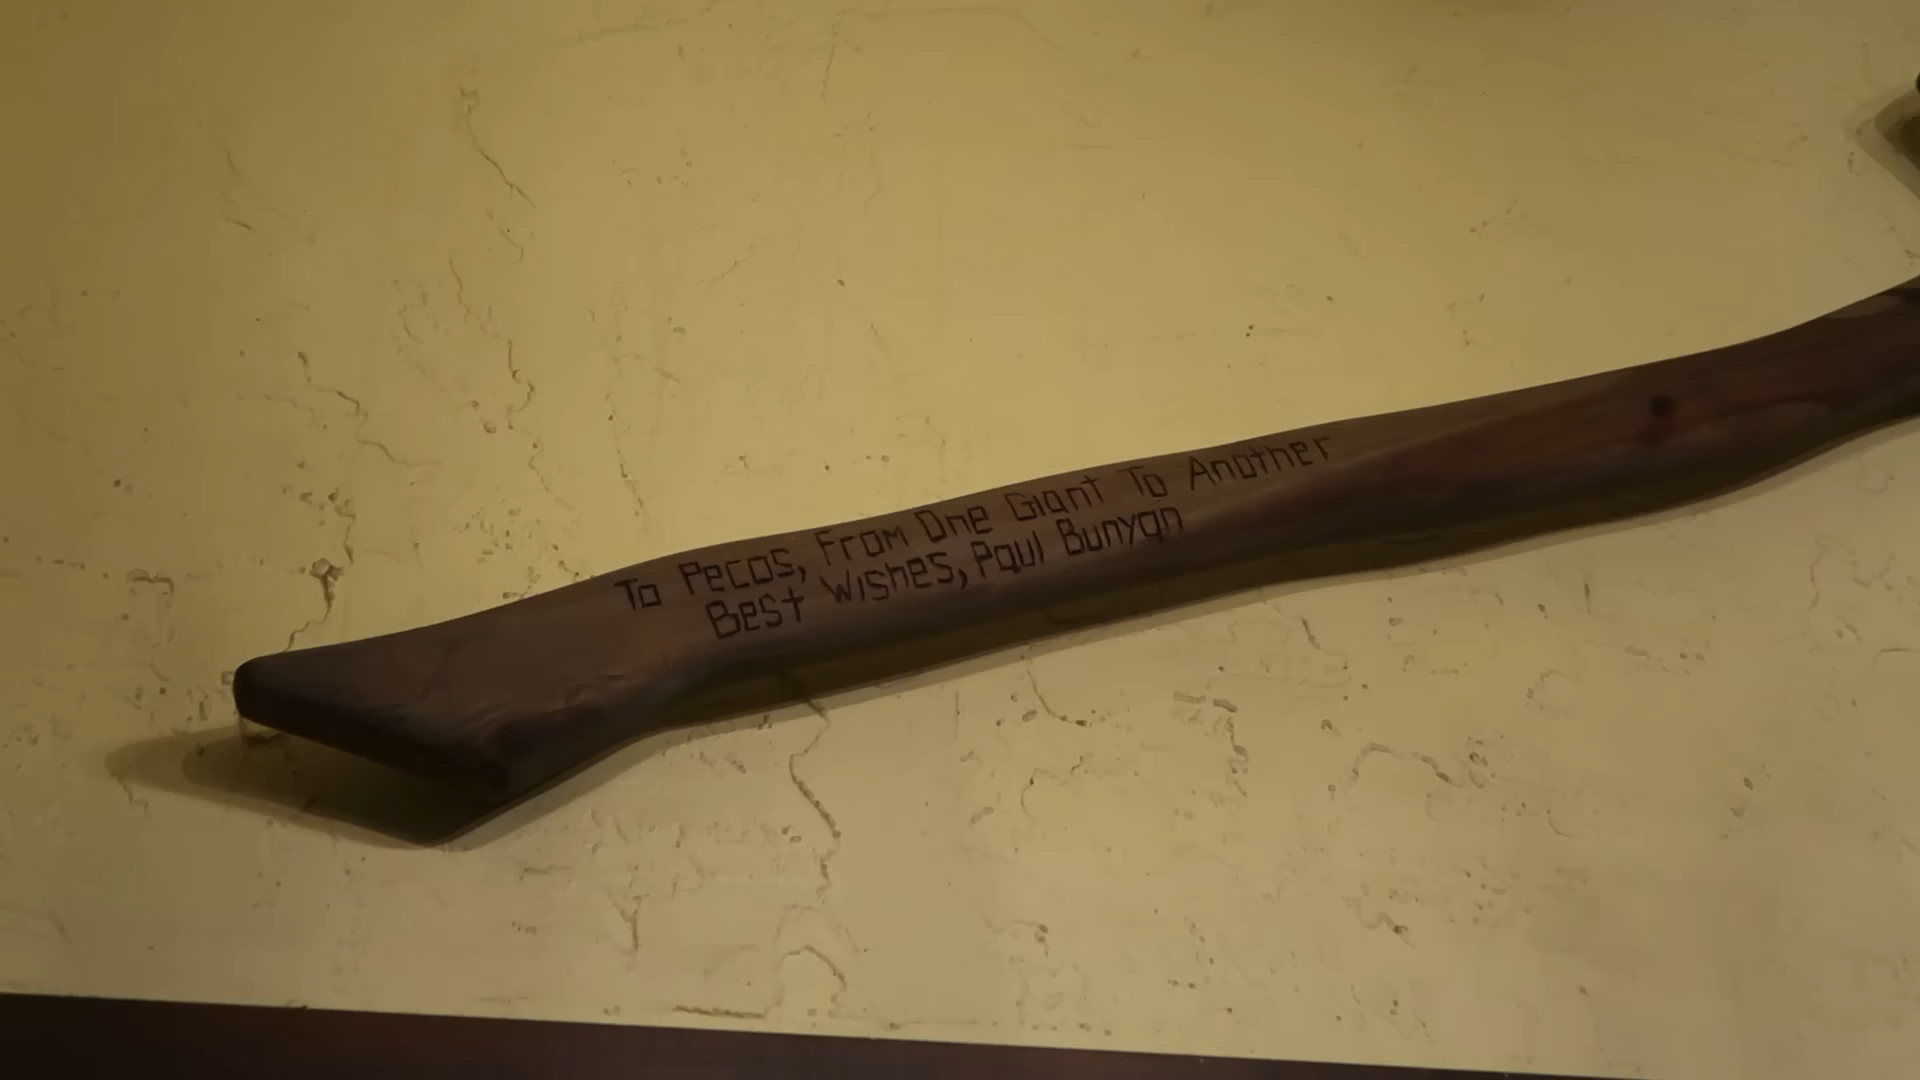 To Pecos, From One Giant To Another
Best Wishes, Paul Bunyan